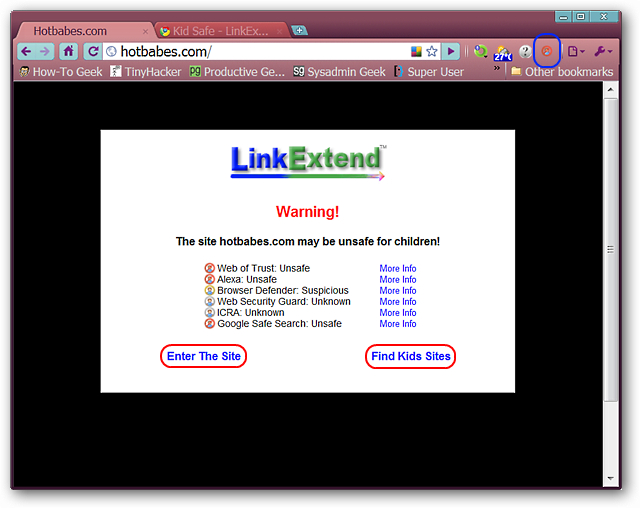 Hotbabes.com
Kid Safe - LinkEx...
hotbabes.com/
27°C
How-To Geek
TinyHacker
Productive Ge...
Sysadmin Geek
Super User
»
Other bookmarks
LinkExtend™
Warning!
The site hotbabes.com may be unsafe for children!
Web of Trust: Unsafe More Info
Alexa: Unsafe More Info
Browser Defender: Suspicious More Info
Web Security Guard: Unknown More Info
ICRA: Unknown More Info
Google Safe Search: Unsafe More Info
Enter The Site Find Kids Sites